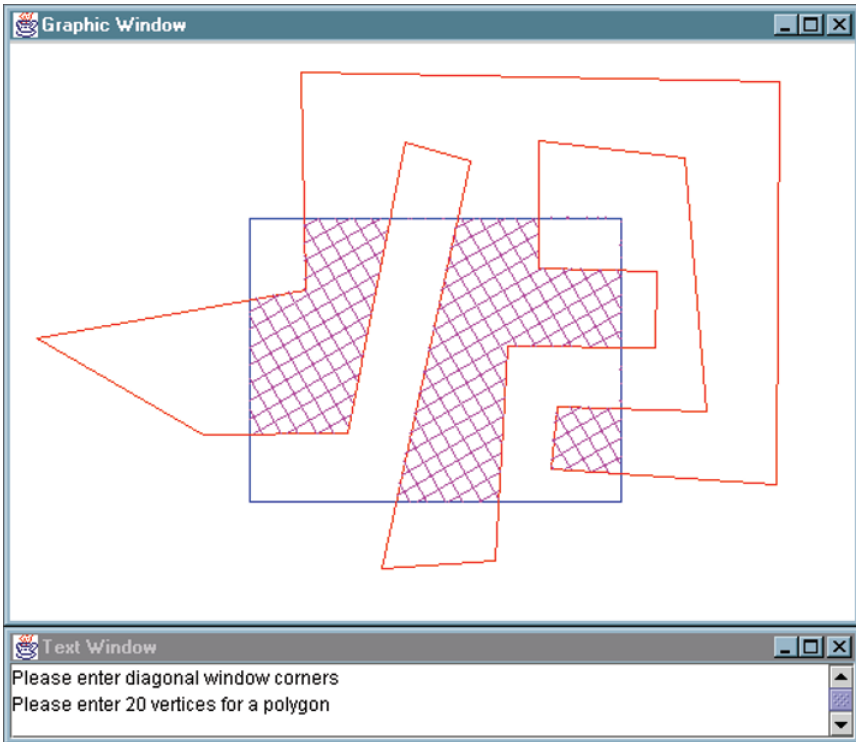 Graphic Window
Text Window
Please enter diagonal window corners
Please enter 20 vertices for a polygon